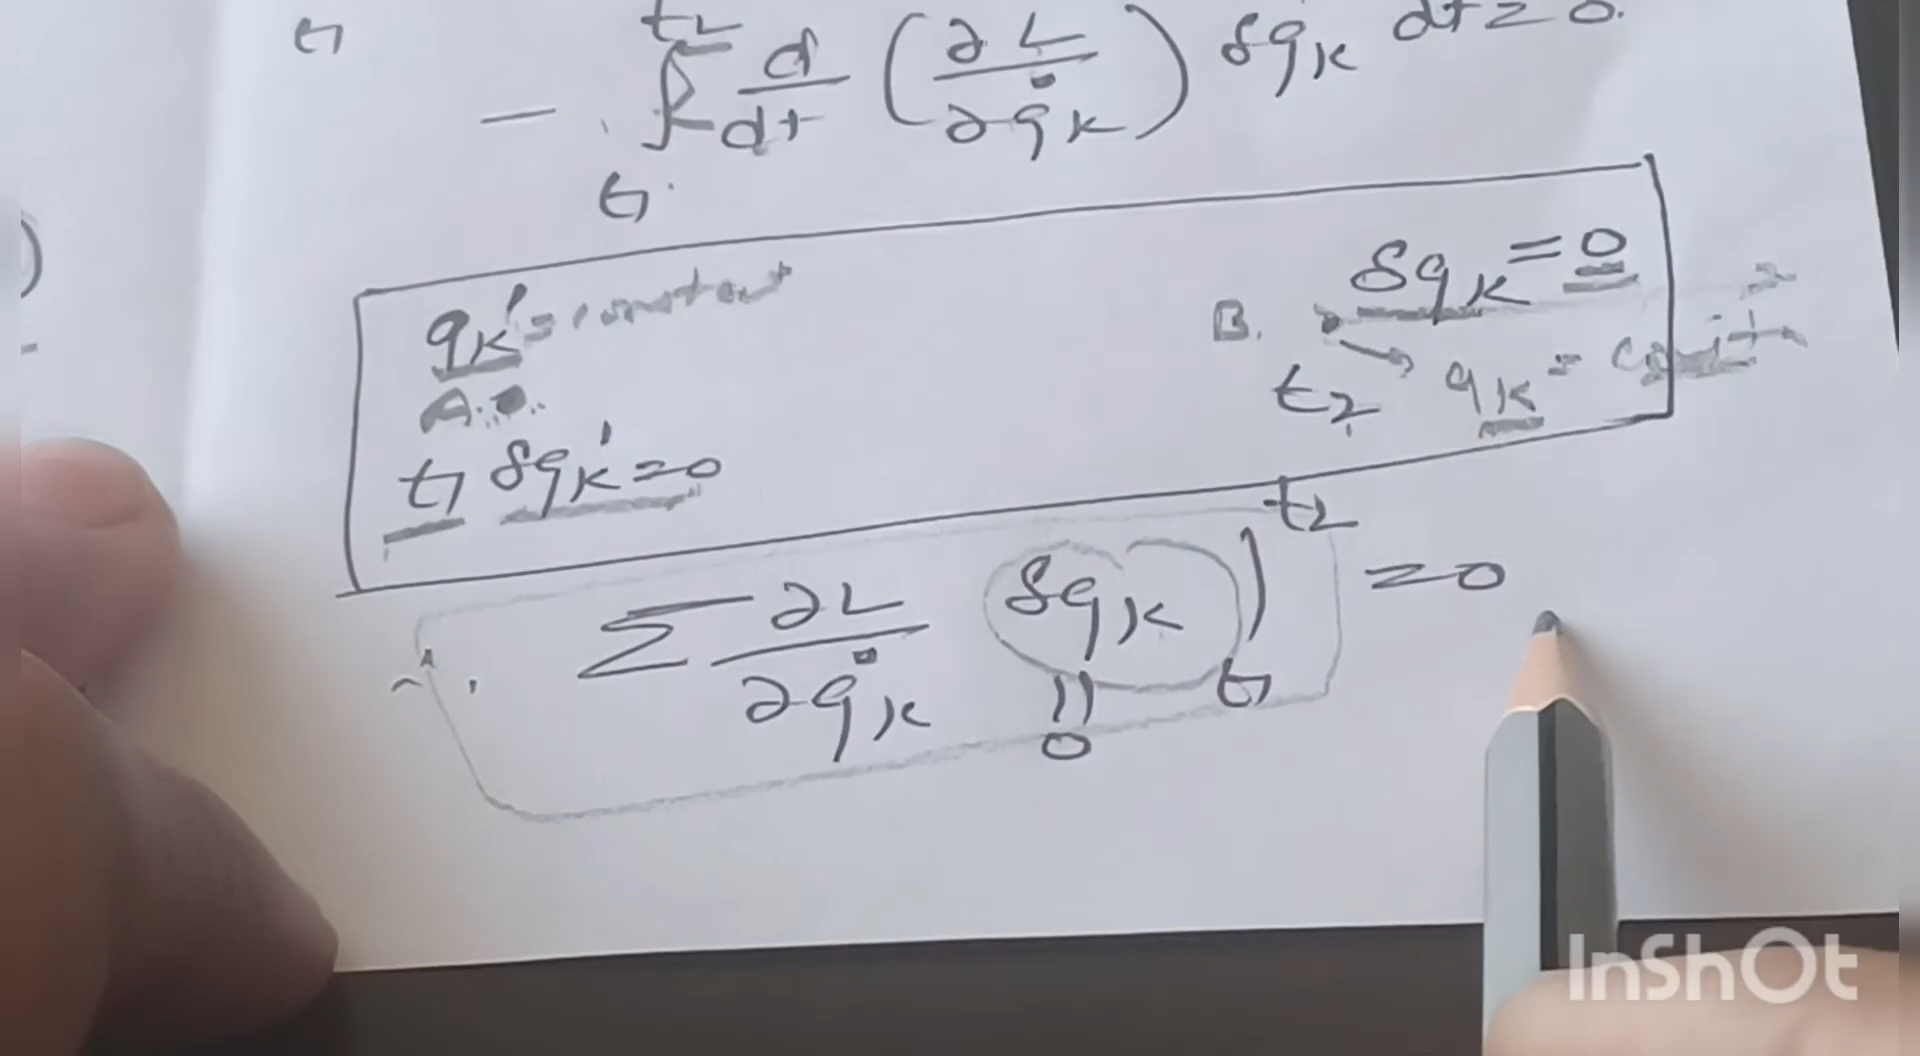 t1
− ∫_{t1}^{t2} d/dt (∂L/∂q̇k) δqk dt = 0.
qk' = constant
δqk = 0
B.
A.
t2 qk =
t1 δqk' = 0
∴ Σ ∂L/∂q̇k δqk )_{t1}^{t2} = 0
||
0
InShOt